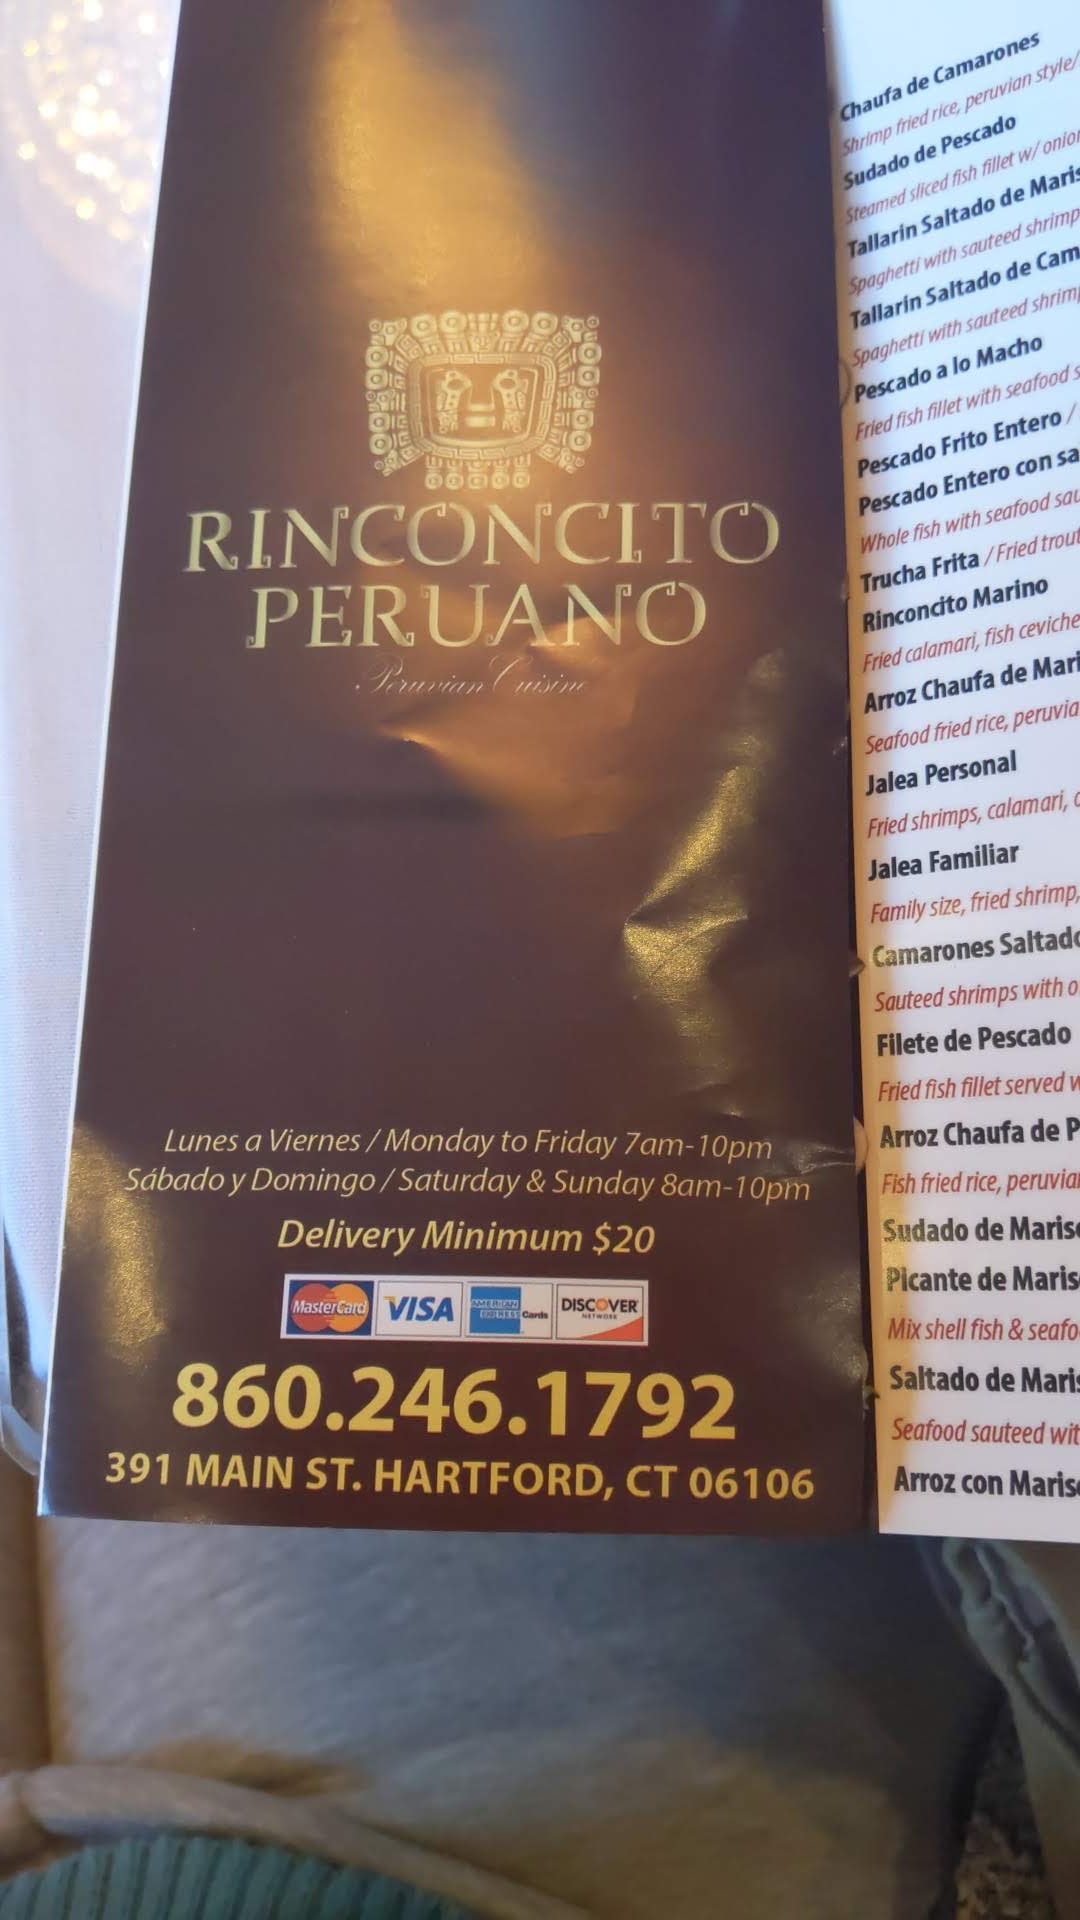 RINCONCITO
PERUANO
Peruvian Cuisine
Lunes a Viernes / Monday to Friday 7am-10pm
Sábado y Domingo / Saturday & Sunday 8am-10pm
Delivery Minimum $20
MasterCard VISA AMERICAN EXPRESS Cards DISCOVER NETWORK
860.246.1792
391 MAIN ST. HARTFORD, CT 06106
Chaufa de Camarones
Shrimp fried rice, peruvian style/
Sudado de Pescado
Steamed sliced fish fillet w/ onio
Tallarin Saltado de Maris
Spaghetti with sauteed shrimp
Tallarin Saltado de Cam
Spaghetti with sauteed shrim
Pescado a lo Macho
Fried fish fillet with seafood s
Pescado Frito Entero /
Pescado Entero con sa
Whole fish with seafood sau
Trucha Frita / Fried trout
Rinconcito Marino
Fried calamari, fish ceviche
Arroz Chaufa de Mari
Seafood fried rice, peruvia
Jalea Personal
Fried shrimps, calamari,
Jalea Familiar
Family size, fried shrimp,
Camarones Saltado
Sauteed shrimps with o
Filete de Pescado
Fried fish fillet served w
Arroz Chaufa de P
Fish fried rice, peruvia
Sudado de Maris
Picante de Maris
Mix shell fish & seafo
Saltado de Maris
Seafood sauteed wit
Arroz con Maris